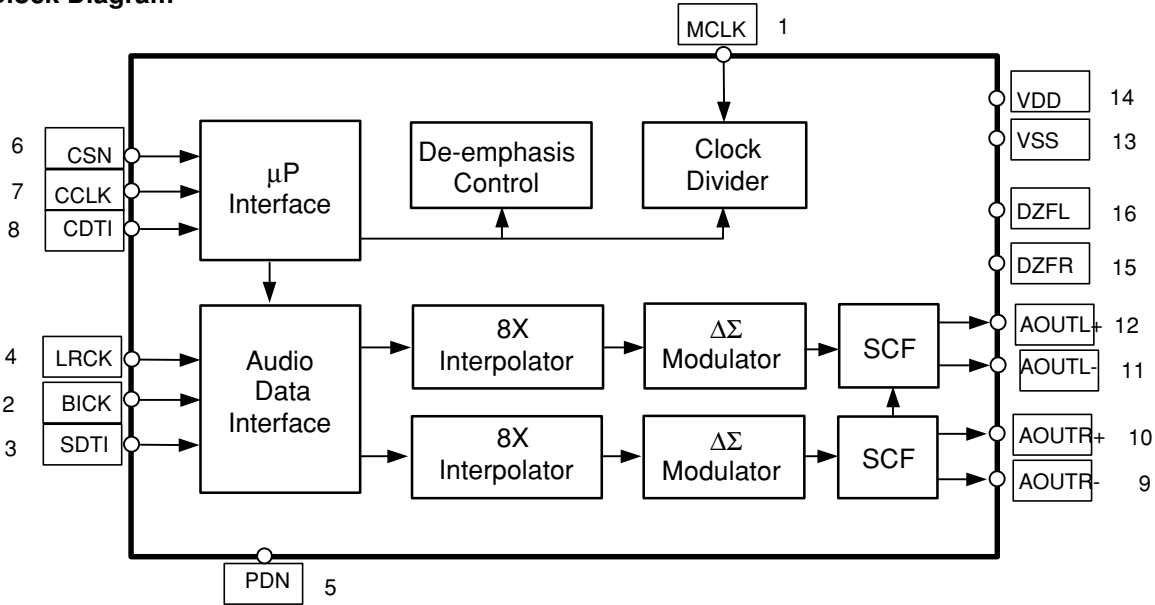 MCLK 1
VDD 14
VSS 13
DZFL 16
DZFR 15
6 CSN
7 CCLK
8 CDTI
µP
Interface
De-emphasis
Control
Clock
Divider
4 LRCK
2 BICK
3 SDTI
Audio
Data
Interface
8X
Interpolator
ΔΣ
Modulator
SCF
AOUTL+ 12
AOUTL- 11
8X
Interpolator
ΔΣ
Modulator
SCF
AOUTR+ 10
AOUTR- 9
PDN 5